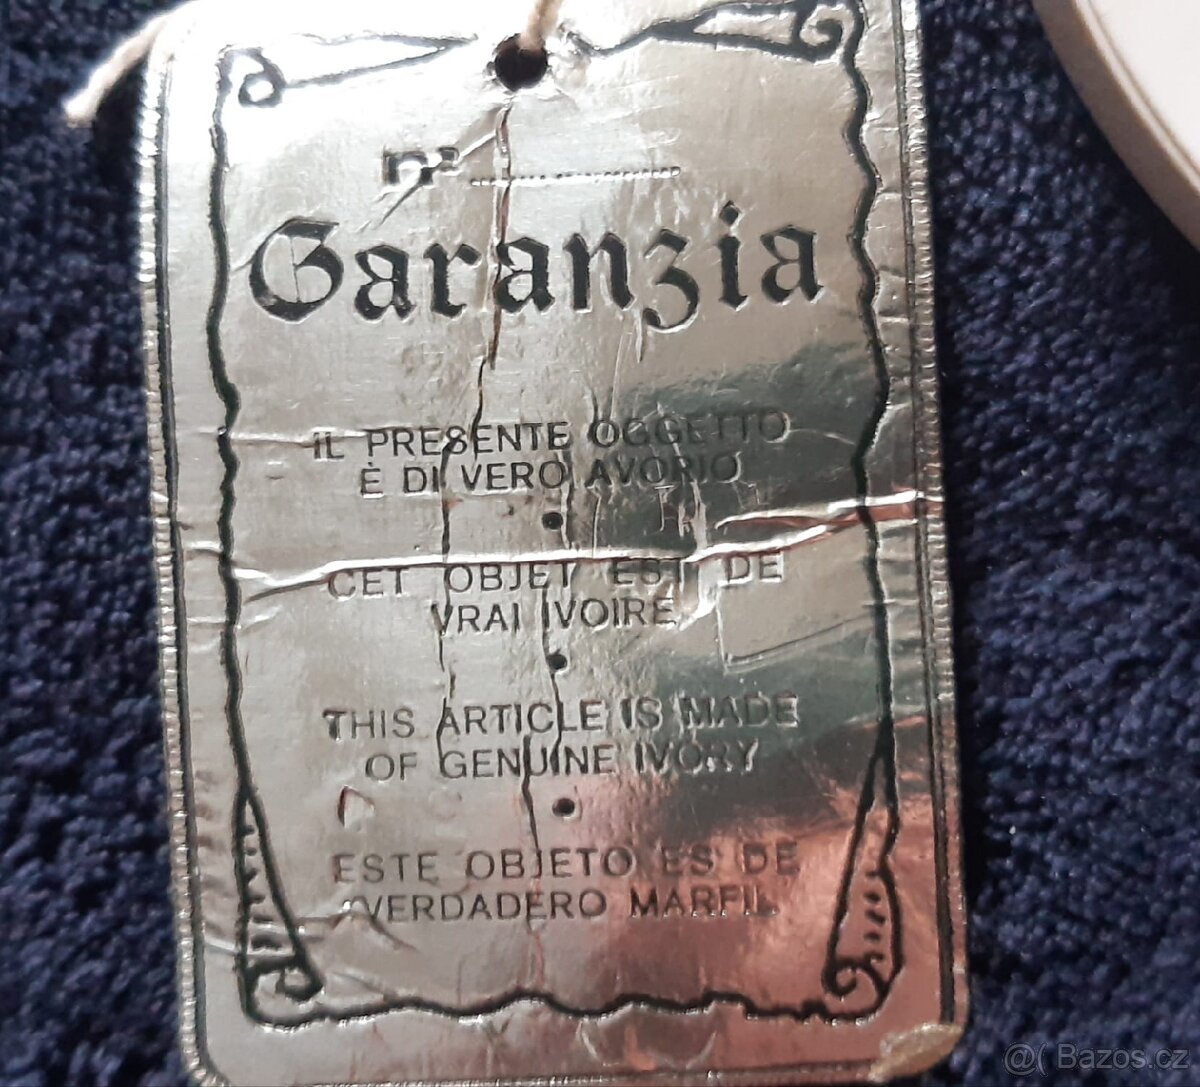 nº ....................
Garanzia
IL PRESENTE OGGETTO
È DI VERO AVORIO
•
CET OBJET EST DE
VRAI IVOIRE
•
THIS ARTICLE IS MADE
OF GENUINE IVORY
•
ESTE OBJETO ES DE
VERDADERO MARFIL
@( Bazos.cz